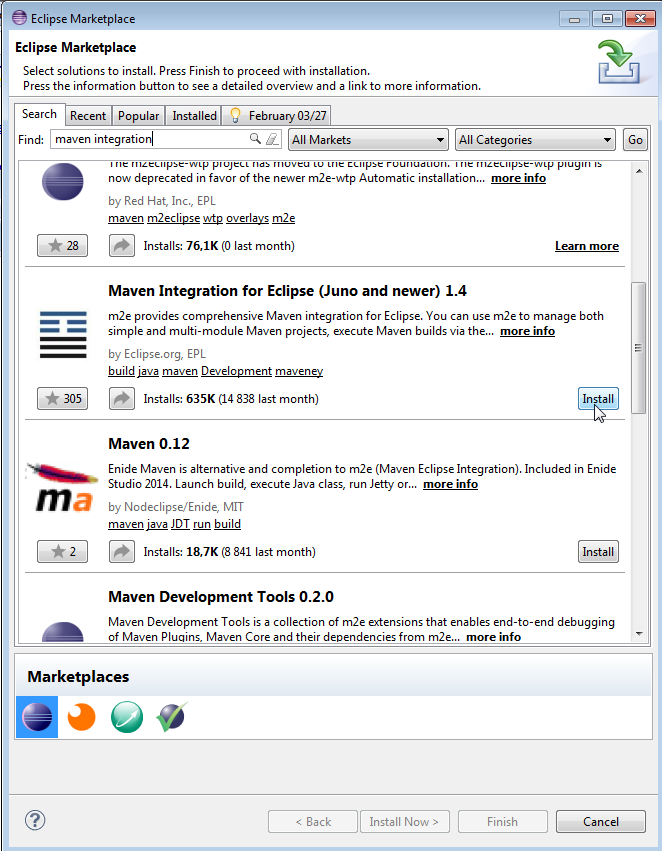 Eclipse Marketplace
Eclipse Marketplace
Select solutions to install. Press Finish to proceed with installation.
Press the information button to see a detailed overview and a link to more information.
Search Recent Popular Installed February 03/27
Find: maven integration All Markets All Categories Go
The m2eclipse-wtp project has moved to the Eclipse Foundation. The m2eclipse-wtp plugin is
now deprecated in favor of the newer m2e-wtp Automatic installation... more info
by Red Hat, Inc., EPL
maven m2eclipse wtp overlays m2e
28 Installs: 76,1K (0 last month) Learn more
Maven Integration for Eclipse (Juno and newer) 1.4
m2e provides comprehensive Maven integration for Eclipse. You can use m2e to manage both
simple and multi-module Maven projects, execute Maven builds via the... more info
by Eclipse.org, EPL
build java maven Development maveney
305 Installs: 635K (14 838 last month) Install
Maven 0.12
Enide Maven is alternative and completion to m2e (Maven Eclipse Integration). Included in Enide
Studio 2014. Launch build, execute Java class, run Jetty or... more info
ma
by Nodeclipse/Enide, MIT
maven java JDT run build
2 Installs: 18,7K (8 841 last month) Install
Maven Development Tools 0.2.0
Maven Development Tools is a collection of m2e extensions that enables end-to-end debugging
of Maven Plugins, Maven Core and their dependencies from m2e... more info
Marketplaces
? < Back Install Now > Finish Cancel